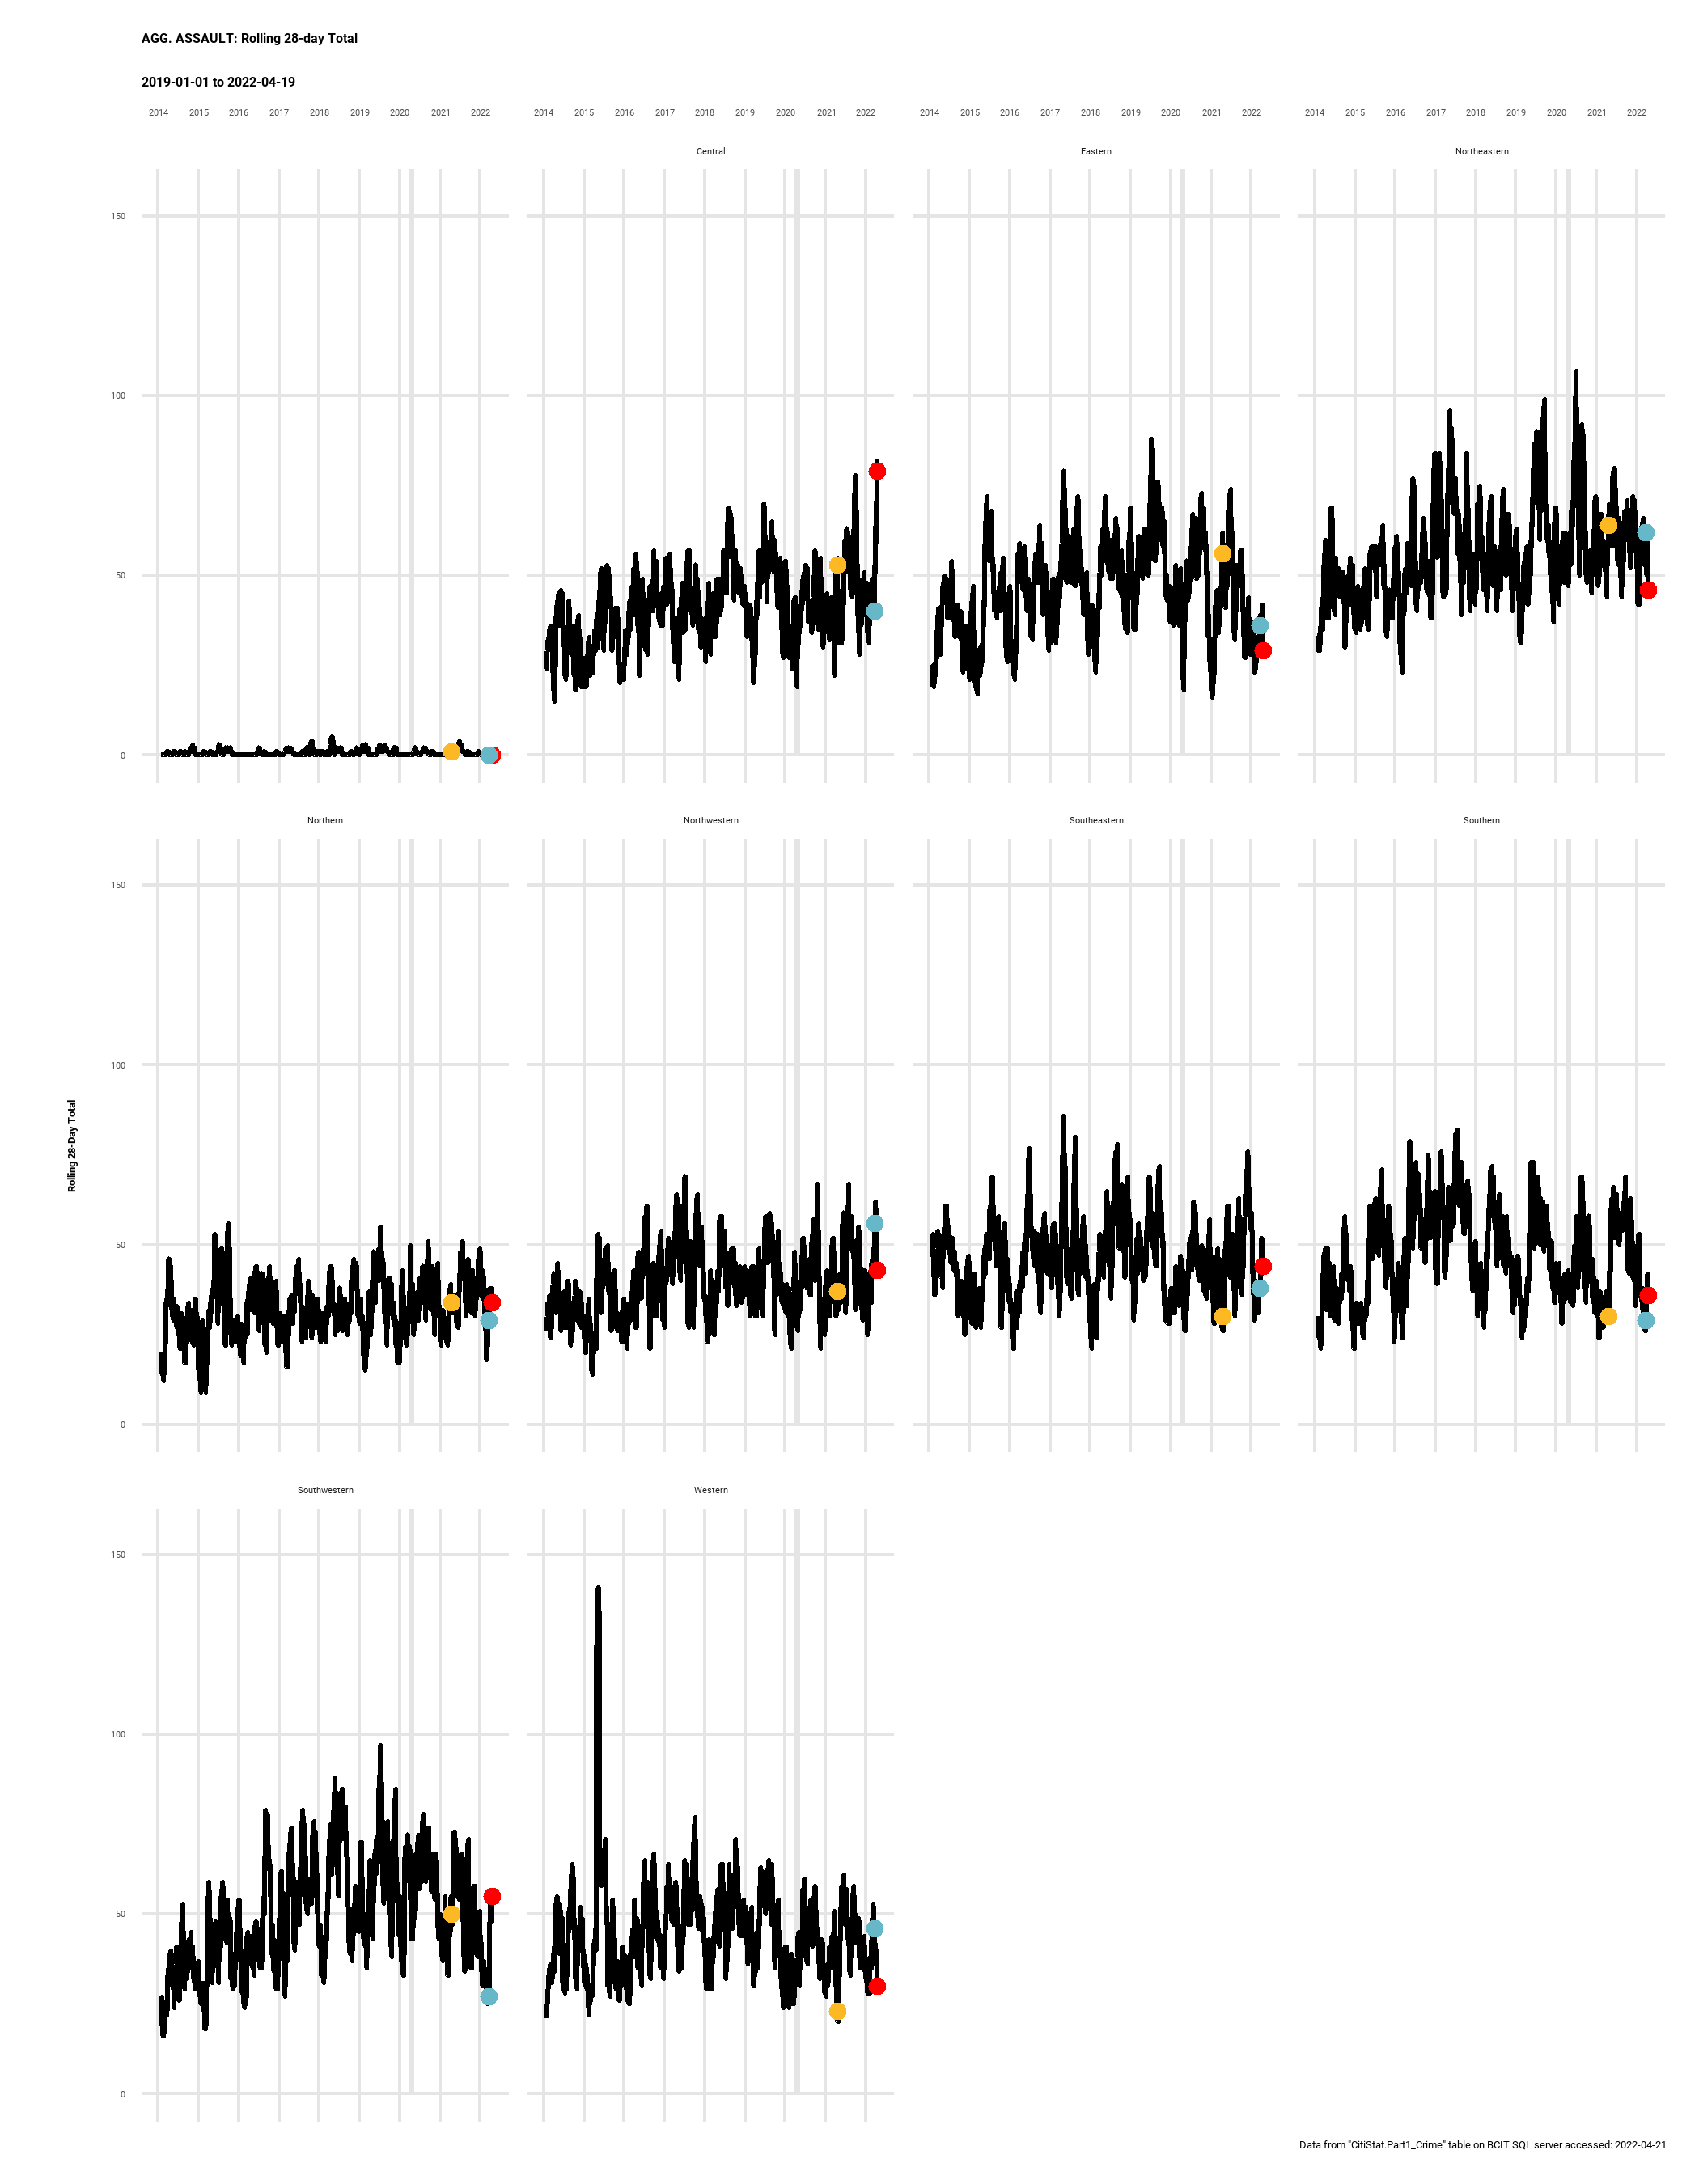 AGG. ASSAULT: Rolling 28-day Total
2019-01-01 to 2022-04-19
2014 2015 2016 2017 2018 2019 2020 2021 2022 2014 2015 2016 2017 2018 2019 2020 2021 2022 2014 2015 2016 2017 2018 2019 2020 2021 2022 2014 2015 2016 2017 2018 2019 2020 2021 2022
Central Eastern Northeastern
150
100
50
0
Northern Northwestern Southeastern Southern
150
100
50
0
Rolling 28-Day Total
Southwestern Western
150
100
50
0
Data from "CitiStat.Part1_Crime" table on BCIT SQL server accessed: 2022-04-21